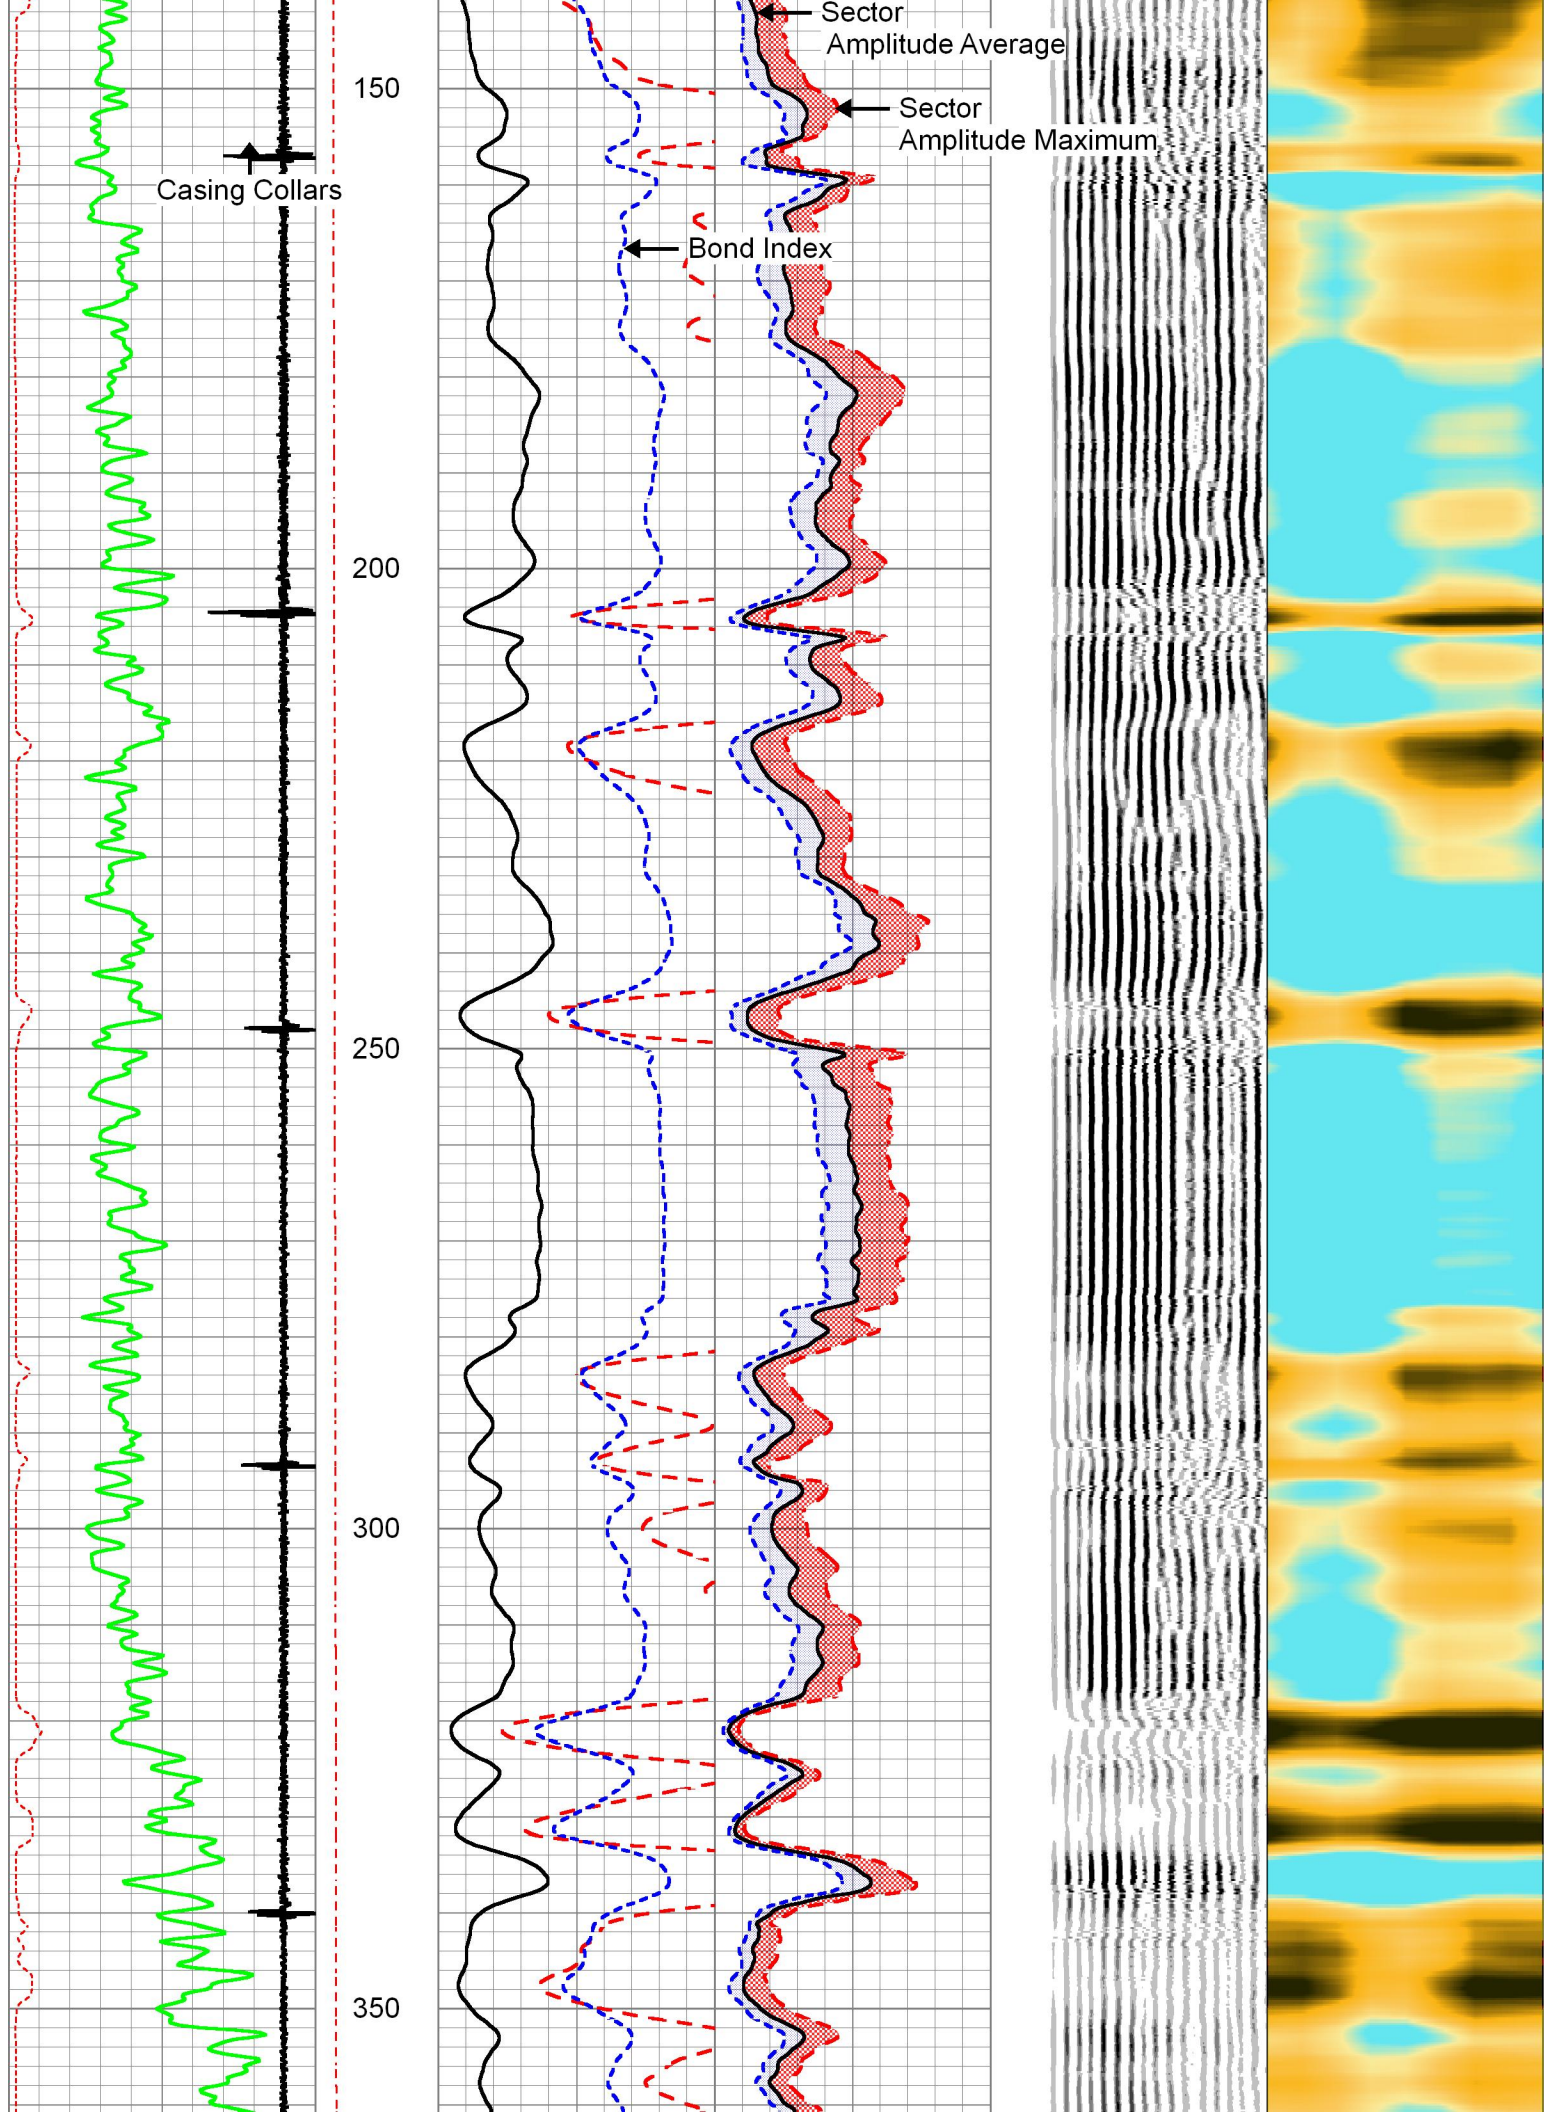 Sector
Amplitude Average
150
Sector
Amplitude Maximum
Casing Collars
Bond Index
200
250
300
350